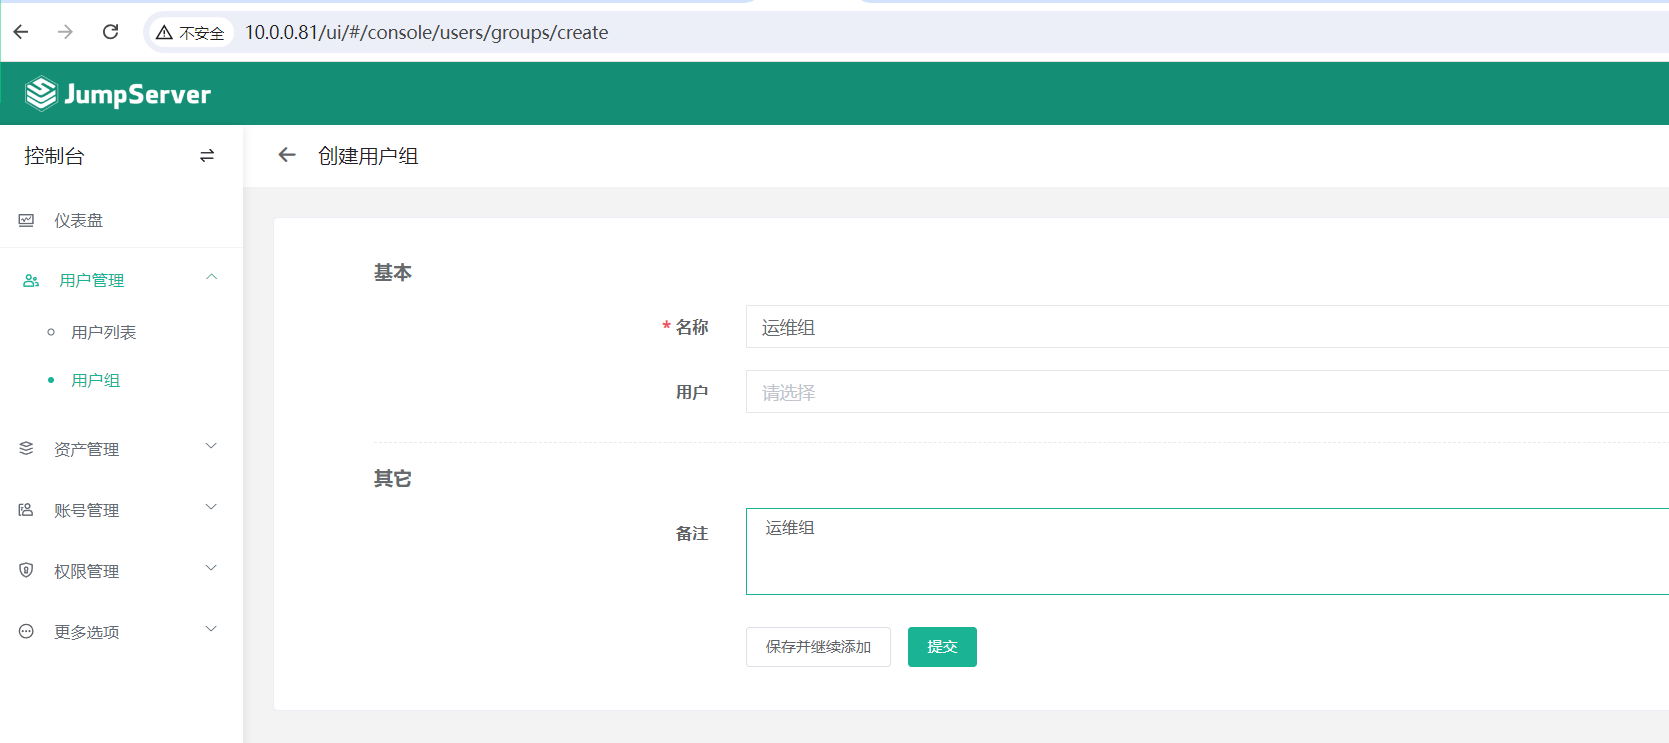 不安全 10.0.0.81/ui/#/console/users/groups/create
JumpServer
控制台
创建用户组
仪表盘
用户管理
用户列表
用户组
资产管理
账号管理
权限管理
更多选项
基本
* 名称 运维组
用户 请选择
其它
备注 运维组
保存并继续添加 提交